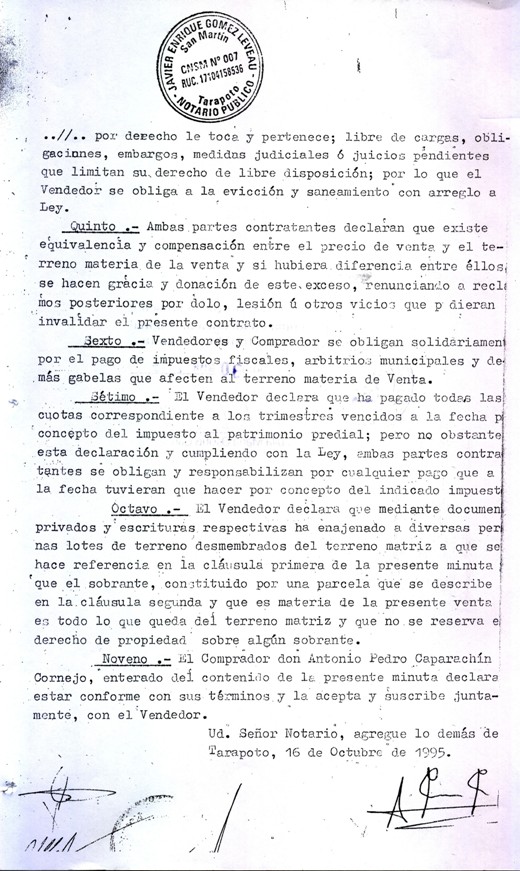 JAVIER ENRIQUE GOMEZ LEVEAU
San Martín
CNSM Nº 007
RUC. 17104158536
Tarapoto
- NOTARIO PUBLICO -
..//.. por derecho le toca y pertenece; libre de cargas, obli-
gaciones, embargos, medidas judiciales ó juicios pendientes
que limitan su derecho de libre disposición; por lo que el
Vendedor se obliga a la evicción y saneamiento con arreglo a
Ley.
Quinto .- Ambas partes contratantes declaran que existe
equivalencia y compensación entre el precio de venta y el te-
rreno materia de la venta y si hubiera diferencia entre éllos,
se hacen gracia y donación de este exceso, renunciando a recla
mos posteriores por dolo, lesión ú otros vicios que pudieran
invalidar el presente contrato.
Sexto .- Vendedores y Comprador se obligan solidariamen
por el pago de impuestos fiscales, arbitrios municipales y de
más gabelas que afecten al terreno materia de Venta.
Sétimo .- El Vendedor declara que ha pagado todas las
cuotas correspondiente a los trimestres vencidos a la fecha p
concepto del impuesto al patrimonio predial; pero no obstante
esta declaración y cumpliendo con la Ley, ambas partes contra
tantes se obligan y responsabilizan por cualquier pago que a
la fecha tuvieran que hacer por concepto del indicado impuest
Octavo .- El Vendedor declara que mediante documen
privados y escrituras respectivas ha enajenado a diversas per
nas lotes de terreno desmembrados del terreno matriz a que se
hace referencia en la cláusula primera de la presente minuta
que el sobrante, constituido por una parcela que se describe
en la cláusula segunda y que es materia de la presente venta
es todo lo que queda del terreno matriz y que no se reserva e
derecho de propiedad sobre algún sobrante.
Noveno .- El Comprador don Antonio Pedro Caparachín
Cornejo, enterado del contenido de la presente minuta declara
estar conforme con sus términos y la acepta y suscribe junta-
mente, con el Vendedor.
Ud. Señor Notario, agregue lo demás de
Tarapoto, 16 de Octubre de 1995.